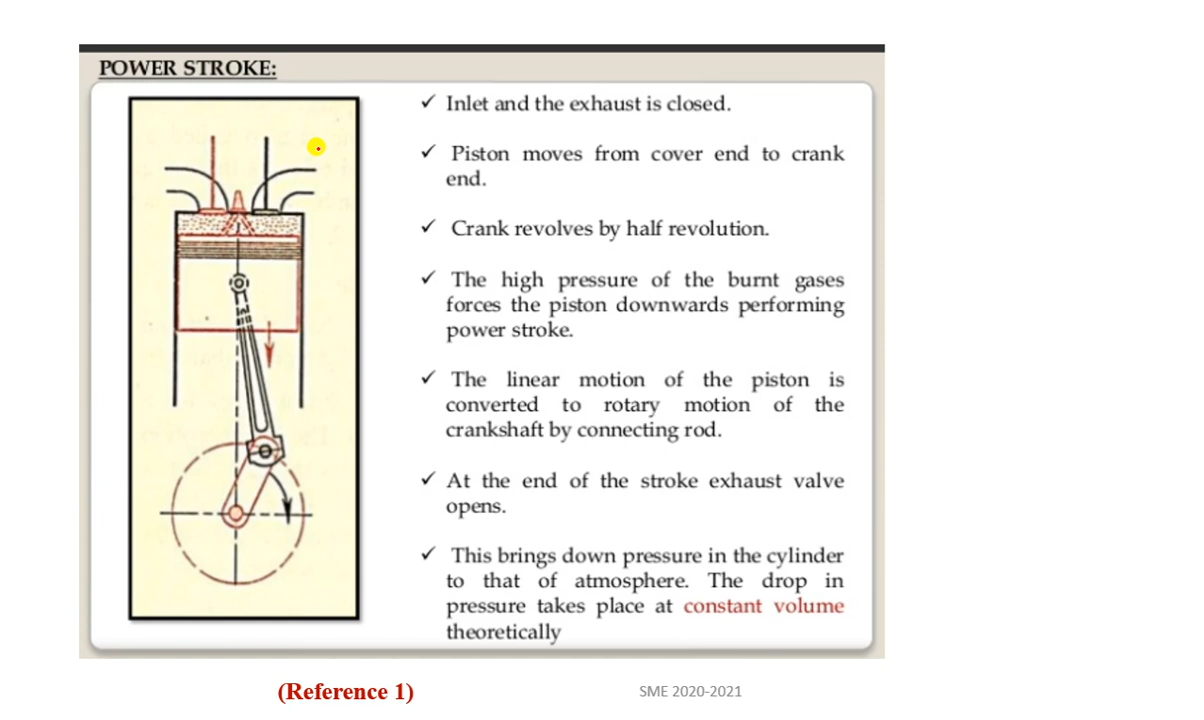 POWER STROKE:
✓ Inlet and the exhaust is closed.
✓ Piston moves from cover end to crank
end.
✓ Crank revolves by half revolution.
✓ The high pressure of the burnt gases
forces the piston downwards performing
power stroke.
✓ The linear motion of the piston is
converted to rotary motion of the
crankshaft by connecting rod.
✓ At the end of the stroke exhaust valve
opens.
✓ This brings down pressure in the cylinder
to that of atmosphere. The drop in
pressure takes place at constant volume
theoretically
(Reference 1)
SME 2020-2021